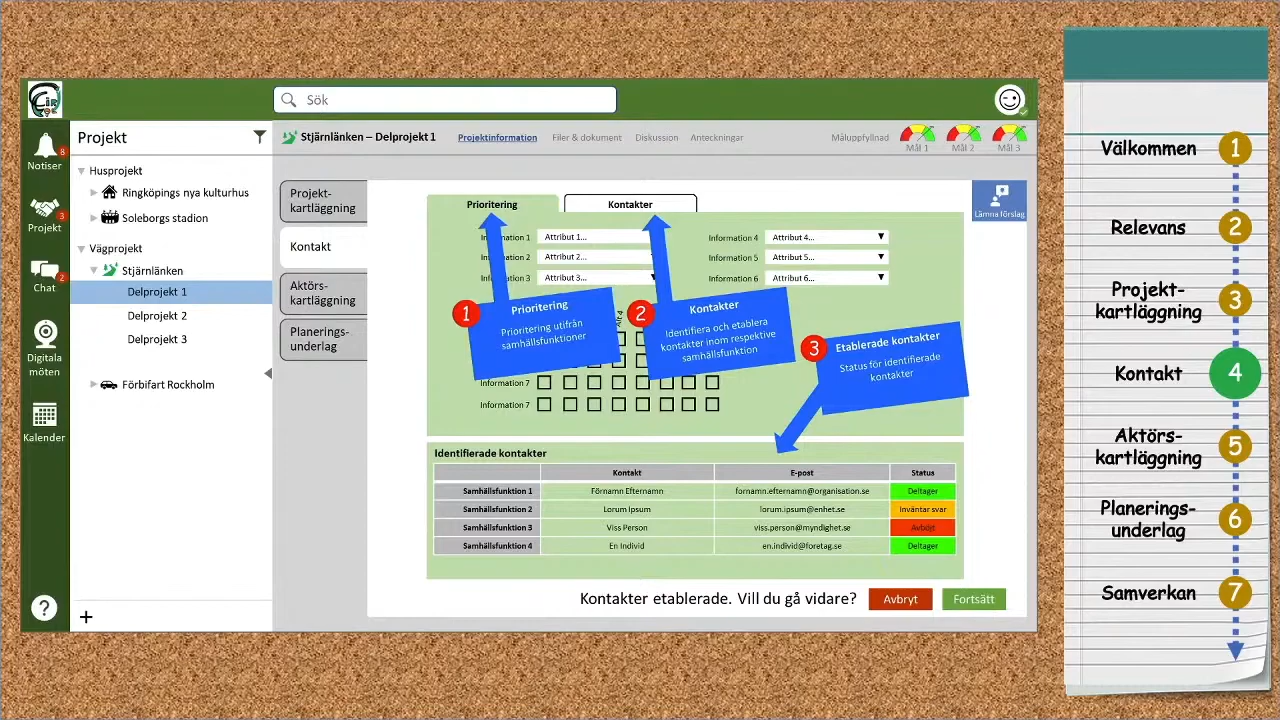 Sök
Notiser
8
Projekt
3
Chat
2
Digitala
möten
Kalender
?
Projekt
Husprojekt
Ringköpings nya kulturhus
Soleborgs stadion
Vägprojekt
Stjärnlänken
Delprojekt 1
Delprojekt 2
Delprojekt 3
Förbifart Rockholm
+
Stjärnlänken – Delprojekt 1
Projektinformation
Filer & dokument
Diskussion
Anteckningar
Måluppfyllnad
Mål 1
Mål 2
Mål 3
Projekt-
kartläggning
Kontakt
Aktörs-
kartläggning
Planerings-
underlag
Prioritering
Kontakter
Lämna förslag
Attribut 1...
Information 2
Attribut 2...
Information 3
Attribut 3...
Information 4
Attribut 4...
Information 5
Attribut 5...
Information 6
Attribut 6...
1
Prioritering
Prioritering utifrån
samhällsfunktioner
2
Kontakter
Identifiera och etablera
kontakter inom respektive
samhällsfunktion
3
Etablerade kontakter
Status för identifierade
kontakter
Information 7
Information 7
Identifierade kontakter
Kontakt E-post Status
Samhällsfunktion 1 Förnamn Efternamn fornamn.efternamn@organisation.se Deltager
Samhällsfunktion 2 Lorum Ipsum lorum.ipsum@enhet.se Inväntar svar
Samhällsfunktion 3 Viss Person viss.person@myndighet.se Avböjt
Samhällsfunktion 4 En Individ en.individ@foretag.se Deltager
Kontakter etablerade. Vill du gå vidare?
Avbryt
Fortsätt
Välkommen 1
Relevans 2
Projekt-
kartläggning 3
Kontakt 4
Aktörs-
kartläggning 5
Planerings-
underlag 6
Samverkan 7